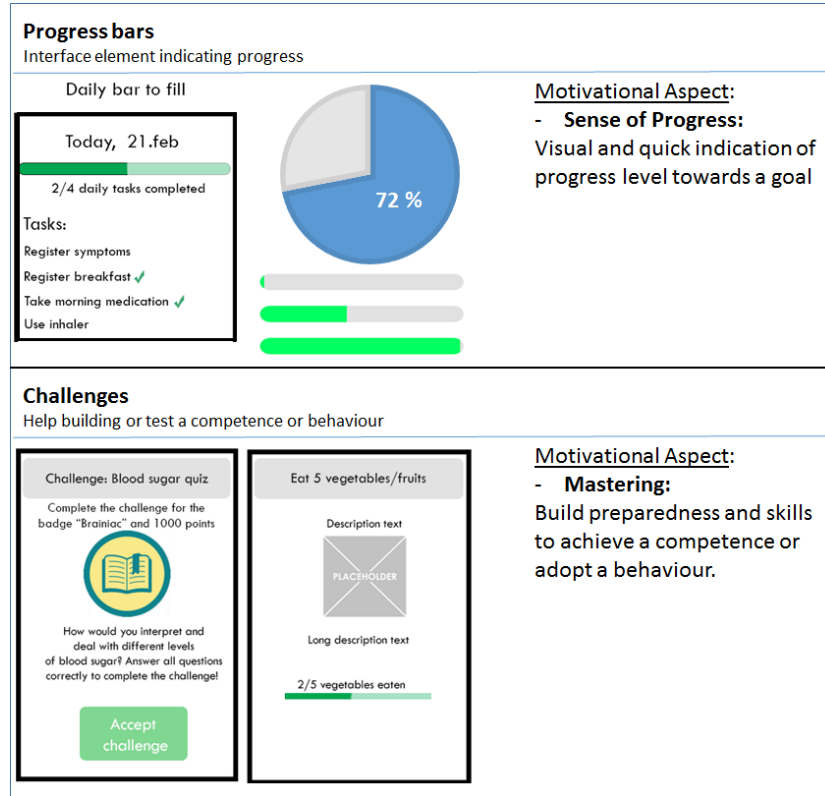 Progress bars
Interface element indicating progress
Daily bar to fill
Today, 21.feb
2/4 daily tasks completed
Tasks:
Register symptoms
Register breakfast ✓
Take morning medication ✓
Use inhaler
72 %
Motivational Aspect:
- Sense of Progress:
Visual and quick indication of
progress level towards a goal
Challenges
Help building or test a competence or behaviour
Challenge: Blood sugar quiz
Complete the challenge for the
badge “Brainiac” and 1000 points
How would you interpret and
deal with different levels
of blood sugar? Answer all questions
correctly to complete the challenge!
Accept
challenge
Eat 5 vegetables/fruits
Description text
PLACEHOLDER
Long description text
2/5 vegetables eaten
Motivational Aspect:
- Mastering:
Build preparedness and skills
to achieve a competence or
adopt a behaviour.